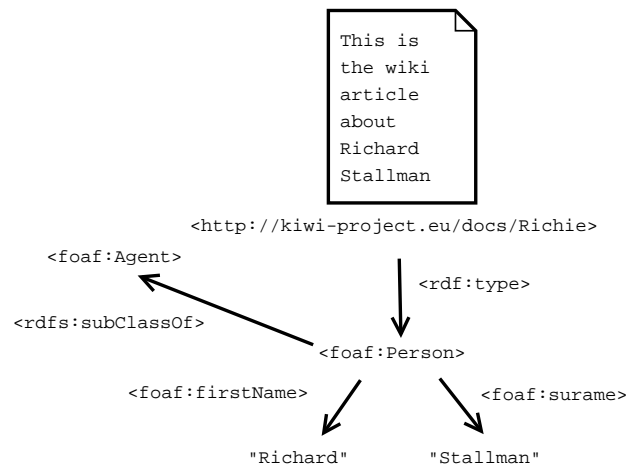 This is
the wiki
article
about
Richard
Stallman
<http://kiwi-project.eu/docs/Richie>
<foaf:Agent>
<rdf:type>
<rdfs:subClassOf>
<foaf:Person>
<foaf:firstName>
<foaf:surame>
"Richard"
"Stallman"